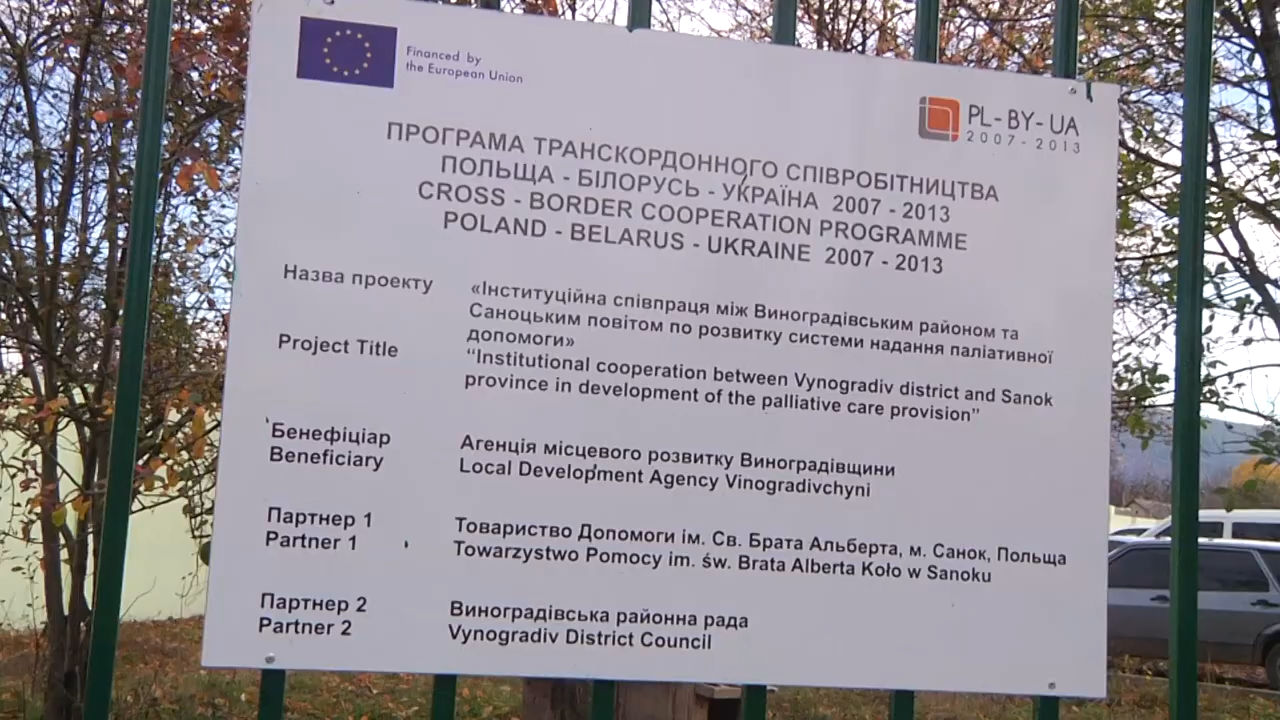 Financed by
the European Union
PL-BY-UA
2007-2013
ПРОГРАМА ТРАНСКОРДОННОГО СПІВРОБІТНИЦТВА
ПОЛЬЩА - БІЛОРУСЬ - УКРАЇНА 2007 - 2013
CROSS - BORDER COOPERATION PROGRAMME
POLAND - BELARUS - UKRAINE 2007 - 2013
Назва проекту
«Інституційна співпраця між Виноградівським районом та
Саноцьким повітом по розвитку системи надання паліативної
допомоги»
Project Title
“Institutional cooperation between Vynogradiv district and Sanok
province in development of the palliative care provision”
Бенефіціар
Beneficiary
Агенція місцевого розвитку Виноградівщини
Local Development Agency Vinogradivchyni
Партнер 1
Partner 1
Товариство Допомоги ім. Св. Брата Альберта, м. Санок, Польща
Towarzystwo Pomocy im. św. Brata Alberta Koło w Sanoku
Партнер 2
Partner 2
Виноградівська районна рада
Vynogradiv District Council